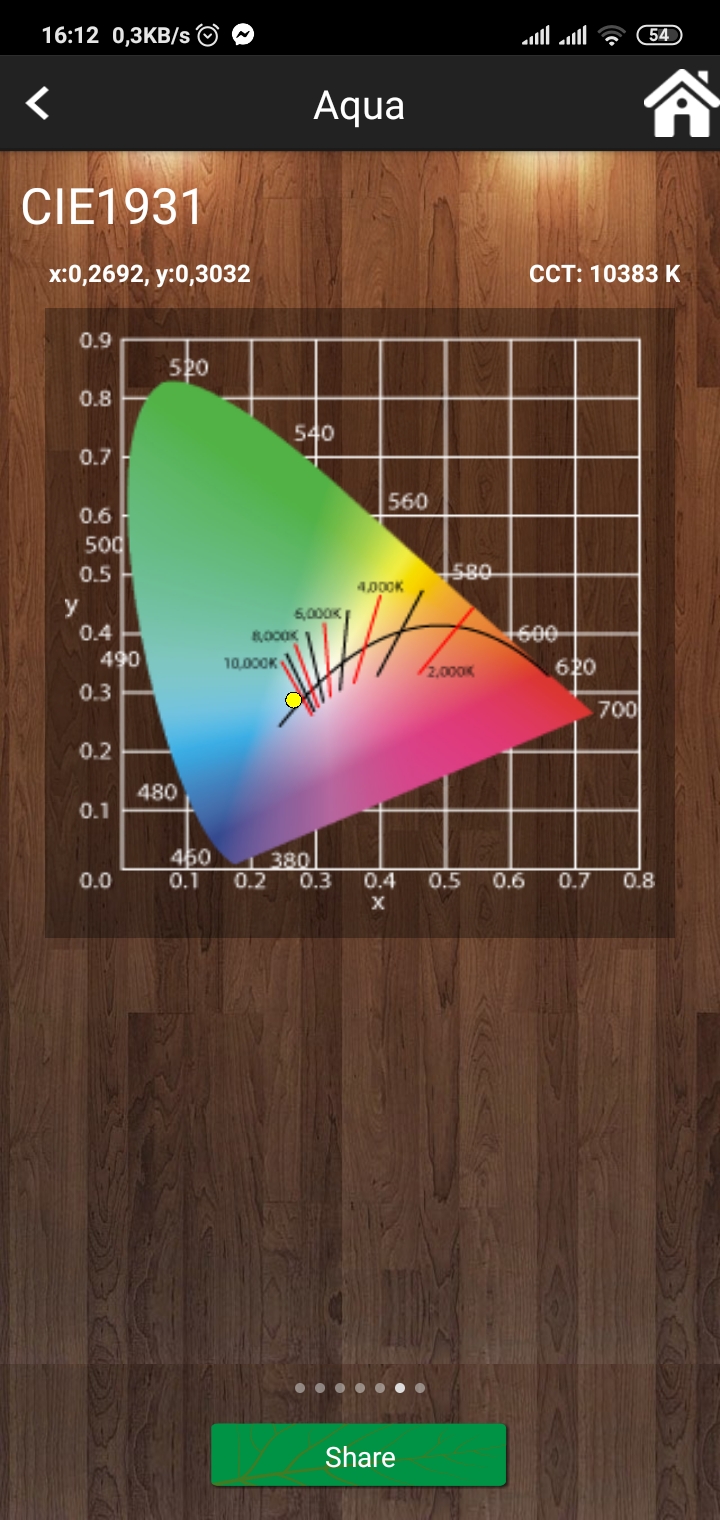 16:12 0,3KB/s 54
Aqua
CIE1931
x:0,2692, y:0,3032 CCT: 10383 K
0.9
520
0.8
540
0.7
560
0.6
500
0.5
580
4,000K
y
6,000K
0.4
8,000K
600
490
10,000K
2,000K
620
0.3
700
0.2
480
0.1
460
380
0.0 0.1 0.2 0.3 0.4 0.5 0.6 0.7 0.8
x
Share